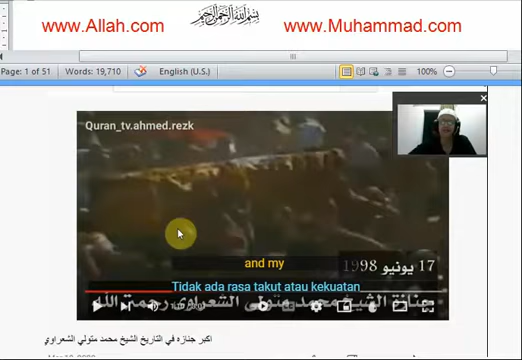 www.Allah.com
بسم الله الرحمن الرحيم
www.Muhammad.com
Page: 1 of 51
Words: 19,710
English (U.S.)
100%
Quran_tv.ahmed.rezk
and my
17 يونيو 1998
Tidak ada rasa takut atau kekuatan
جنازة الشيخ محمد متولي الشعراوي رحمة الله
اكبر جنازه في التاريخ الشيخ محمد متولي الشعراوي